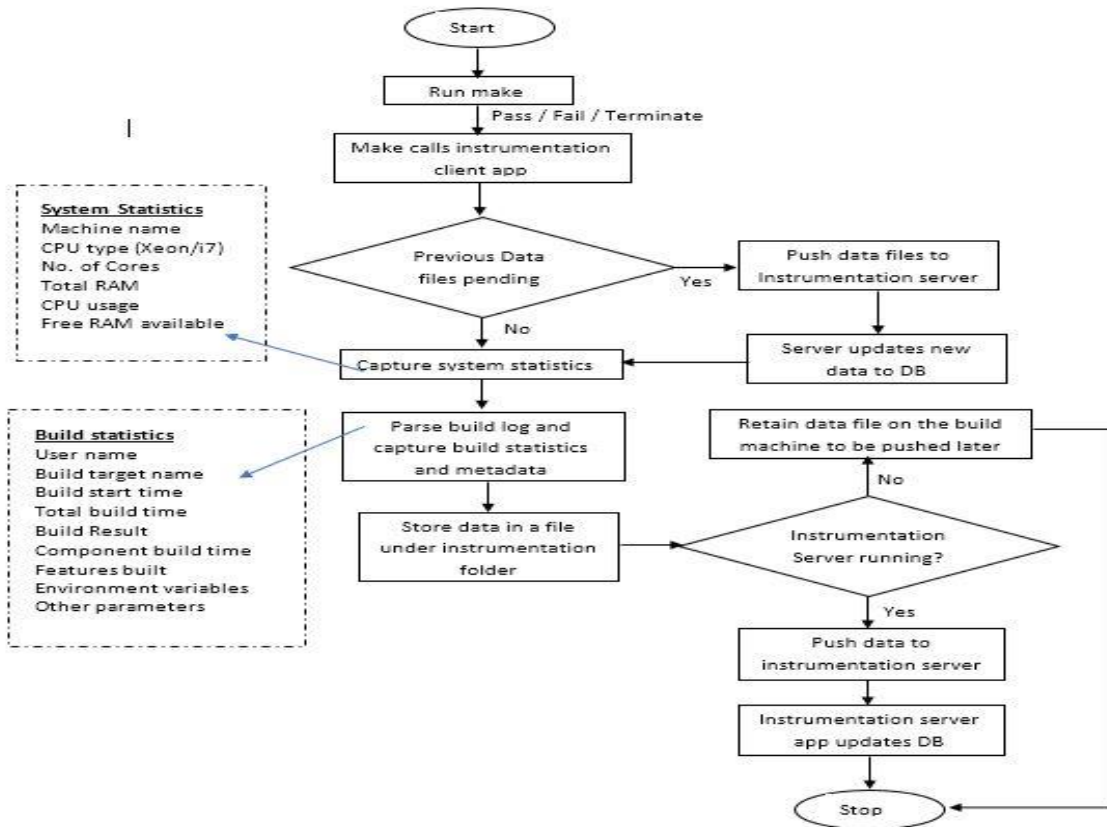 Start
Run make
Pass / Fail / Terminate
Make calls instrumentation
client app
System Statistics
Machine name
CPU type (Xeon/i7)
No. of Cores
Total RAM
CPU usage
Free RAM available
Previous Data
files pending
Yes
Push data files to
Instrumentation server
No
Server updates new
data to DB
Capture system statistics
Build statistics
User name
Build target name
Build start time
Total build time
Build Result
Component build time
Features built
Environment variables
Other parameters
Parse build log and
capture build statistics
and metadata
Retain data file on the build
machine to be pushed later
No
Store data in a file
under instrumentation
folder
Instrumentation
Server running?
Yes
Push data to
instrumentation server
Instrumentation server
app updates DB
Stop